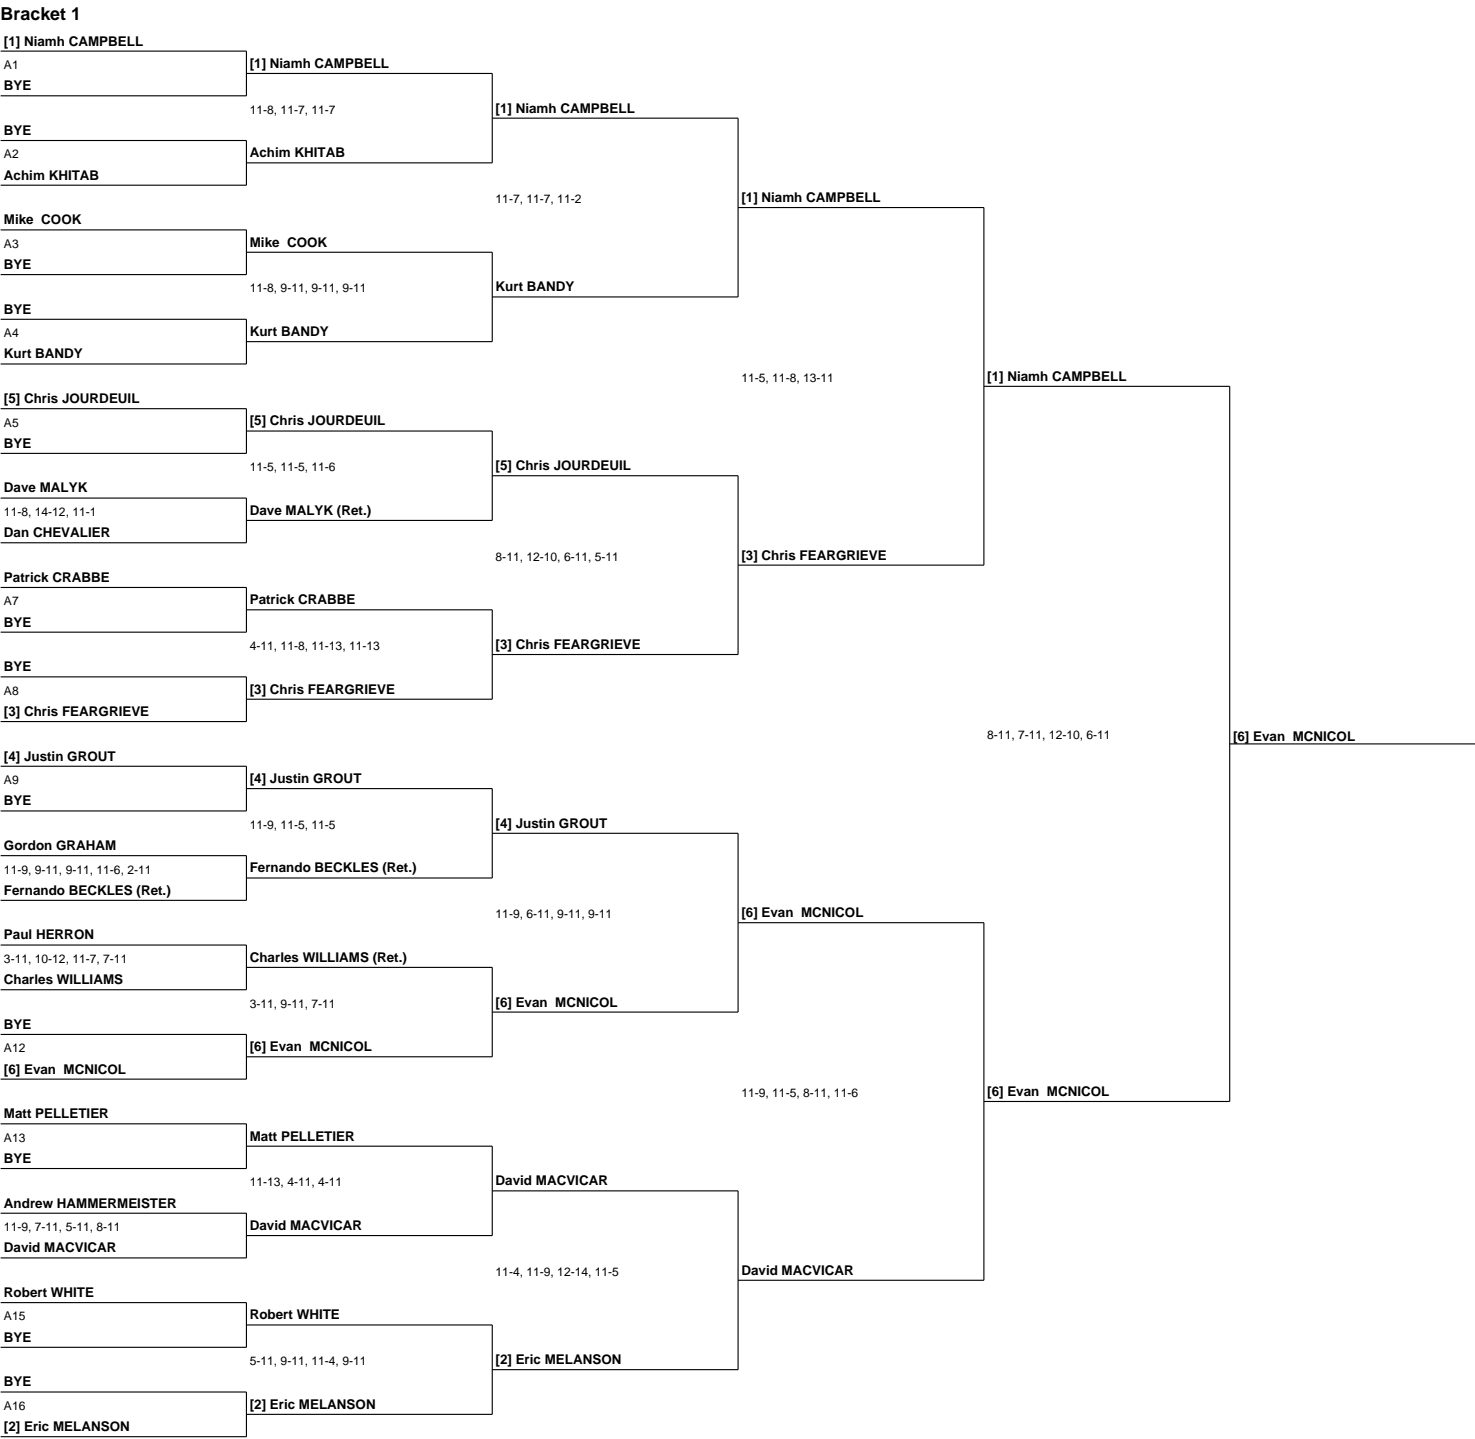 Bracket 1
[1] Niamh CAMPBELL
A1
BYE
BYE
A2
Achim KHITAB
Mike  COOK
A3
BYE
BYE
A4
Kurt BANDY
[5] Chris JOURDEUIL
A5
BYE
Dave MALYK
11-8, 14-12, 11-1
Dan CHEVALIER
Patrick CRABBE
A7
BYE
BYE
A8
[3] Chris FEARGRIEVE
[4] Justin GROUT
A9
BYE
Gordon GRAHAM
11-9, 9-11, 9-11, 11-6, 2-11
Fernando BECKLES (Ret.)
Paul HERRON
3-11, 10-12, 11-7, 7-11
Charles WILLIAMS
BYE
A12
[6] Evan  MCNICOL
Matt PELLETIER
A13
BYE
Andrew HAMMERMEISTER
11-9, 7-11, 5-11, 8-11
David MACVICAR
Robert WHITE
A15
BYE
BYE
A16
[2] Eric MELANSON
[1] Niamh CAMPBELL
11-8, 11-7, 11-7
Achim KHITAB
Mike  COOK
11-8, 9-11, 9-11, 9-11
Kurt BANDY
[5] Chris JOURDEUIL
11-5, 11-5, 11-6
Dave MALYK (Ret.)
Patrick CRABBE
4-11, 11-8, 11-13, 11-13
[3] Chris FEARGRIEVE
[4] Justin GROUT
11-9, 11-5, 11-5
Fernando BECKLES (Ret.)
Charles WILLIAMS (Ret.)
3-11, 9-11, 7-11
[6] Evan  MCNICOL
Matt PELLETIER
11-13, 4-11, 4-11
David MACVICAR
Robert WHITE
5-11, 9-11, 11-4, 9-11
[2] Eric MELANSON
[1] Niamh CAMPBELL
11-7, 11-7, 11-2
Kurt BANDY
[5] Chris JOURDEUIL
8-11, 12-10, 6-11, 5-11
[3] Chris FEARGRIEVE
[4] Justin GROUT
11-9, 6-11, 9-11, 9-11
[6] Evan  MCNICOL
David MACVICAR
11-4, 11-9, 12-14, 11-5
[2] Eric MELANSON
[1] Niamh CAMPBELL
11-5, 11-8, 13-11
[3] Chris FEARGRIEVE
[6] Evan  MCNICOL
11-9, 11-5, 8-11, 11-6
David MACVICAR
[1] Niamh CAMPBELL
8-11, 7-11, 12-10, 6-11
[6] Evan  MCNICOL
[6] Evan  MCNICOL